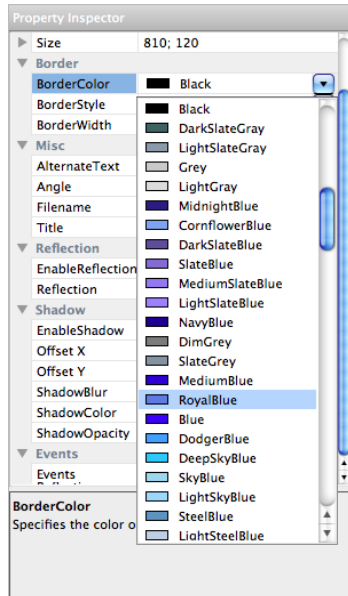 Property Inspector
Size 810; 120
Border
BorderColor Black
BorderStyle
BorderWidth
Misc
AlternateText
Angle
Filename
Title
Reflection
EnableReflection
Reflection
Shadow
EnableShadow
Offset X
Offset Y
ShadowBlur
ShadowColor
ShadowOpacity
Events
Events
Black
DarkSlateGray
LightSlateGray
Grey
LightGray
MidnightBlue
CornflowerBlue
DarkSlateBlue
SlateBlue
MediumSlateBlue
LightSlateBlue
NavyBlue
DimGrey
SlateGrey
MediumBlue
RoyalBlue
Blue
DodgerBlue
DeepSkyBlue
SkyBlue
LightSkyBlue
SteelBlue
LightSteelBlue
BorderColor
Specifies the color o